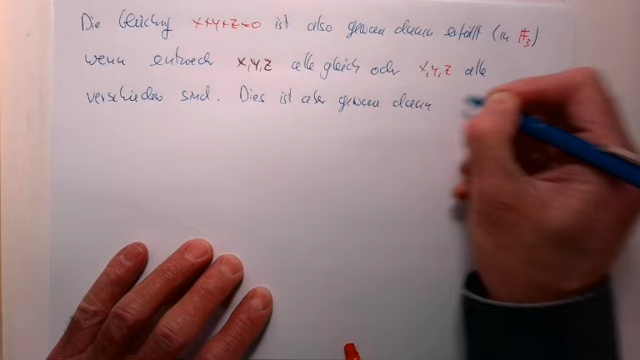 Die Gleichung x+y+z=0 ist also genau dann erfüllt (in F₃)
wenn entweder x,y,z alle gleich oder x,y,z alle
verschieden sind. Dies ist aber genau dann